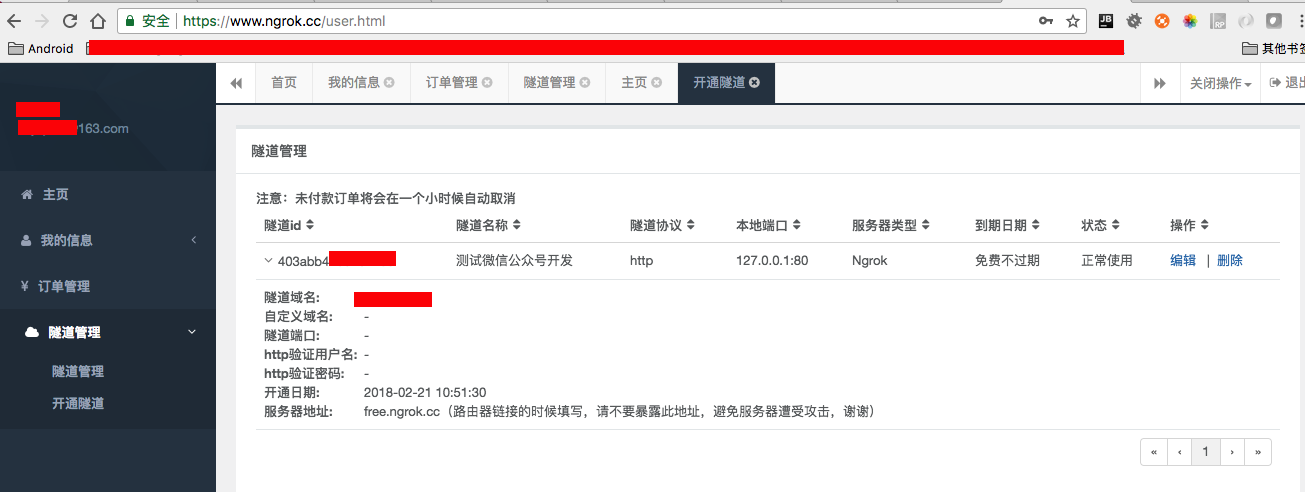 安全 https://www.ngrok.cc/user.html
Android 其他书签
163.com
主页
我的信息
订单管理
隧道管理
隧道管理
开通隧道
首页 我的信息 订单管理 隧道管理 主页 开通隧道 关闭操作 退出
隧道管理
注意：未付款订单将会在一个小时候自动取消
隧道id 隧道名称 隧道协议 本地端口 服务器类型 到期日期 状态 操作
403abb4 测试微信公众号开发 http 127.0.0.1:80 Ngrok 免费不过期 正常使用 编辑 | 删除
隧道域名:
自定义域名: -
隧道端口: -
http验证用户名: -
http验证密码: -
开通日期: 2018-02-21 10:51:30
服务器地址: free.ngrok.cc（路由器链接的时候填写，请不要暴露此地址，避免服务器遭受攻击，谢谢）
« ‹ 1 › »